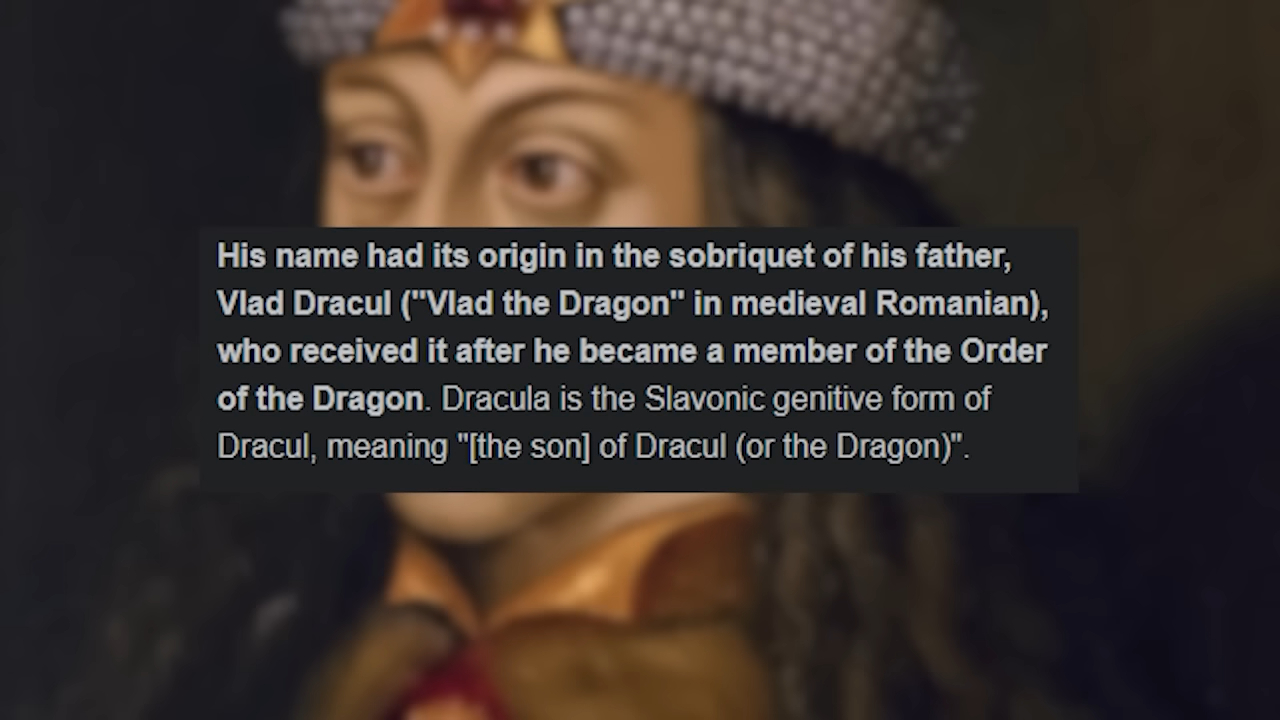 His name had its origin in the sobriquet of his father,
Vlad Dracul ("Vlad the Dragon" in medieval Romanian),
who received it after he became a member of the Order
of the Dragon. Dracula is the Slavonic genitive form of
Dracul, meaning "[the son] of Dracul (or the Dragon)".